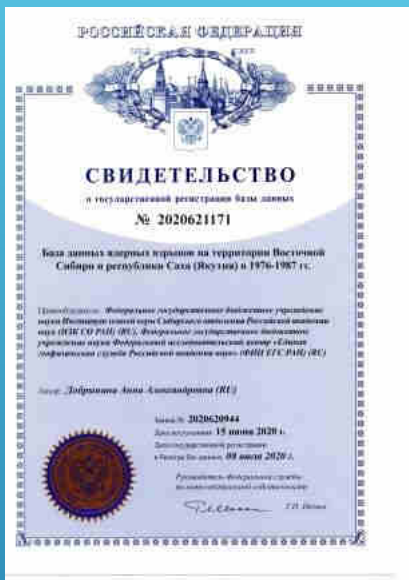 РОССИЙСКАЯ ФЕДЕРАЦИЯ
СВИДЕТЕЛЬСТВО
о государственной регистрации базы данных
№ 2020621171
База данных ядерных взрывов на территории Восточной
Сибири и республики Саха (Якутия) в 1976-1987 гг.
Правообладатели: Федеральное государственное бюджетное учреждение
науки Институт земной коры Сибирского отделения Российской академии
наук (ИЗК СО РАН) (RU), Федеральное государственное бюджетное
учреждение науки Федеральный исследовательский центр «Единая
геофизическая служба Российской академии наук» (ФИЦ ЕГС РАН) (RU)
Автор: Добрынина Анна Александровна (RU)
Заявка № 2020620944
Дата поступления 15 июня 2020 г.
Дата государственной регистрации
в Реестре баз данных 09 июля 2020 г.
Руководитель Федеральной службы
по интеллектуальной собственности
Г.П. Ивлиев